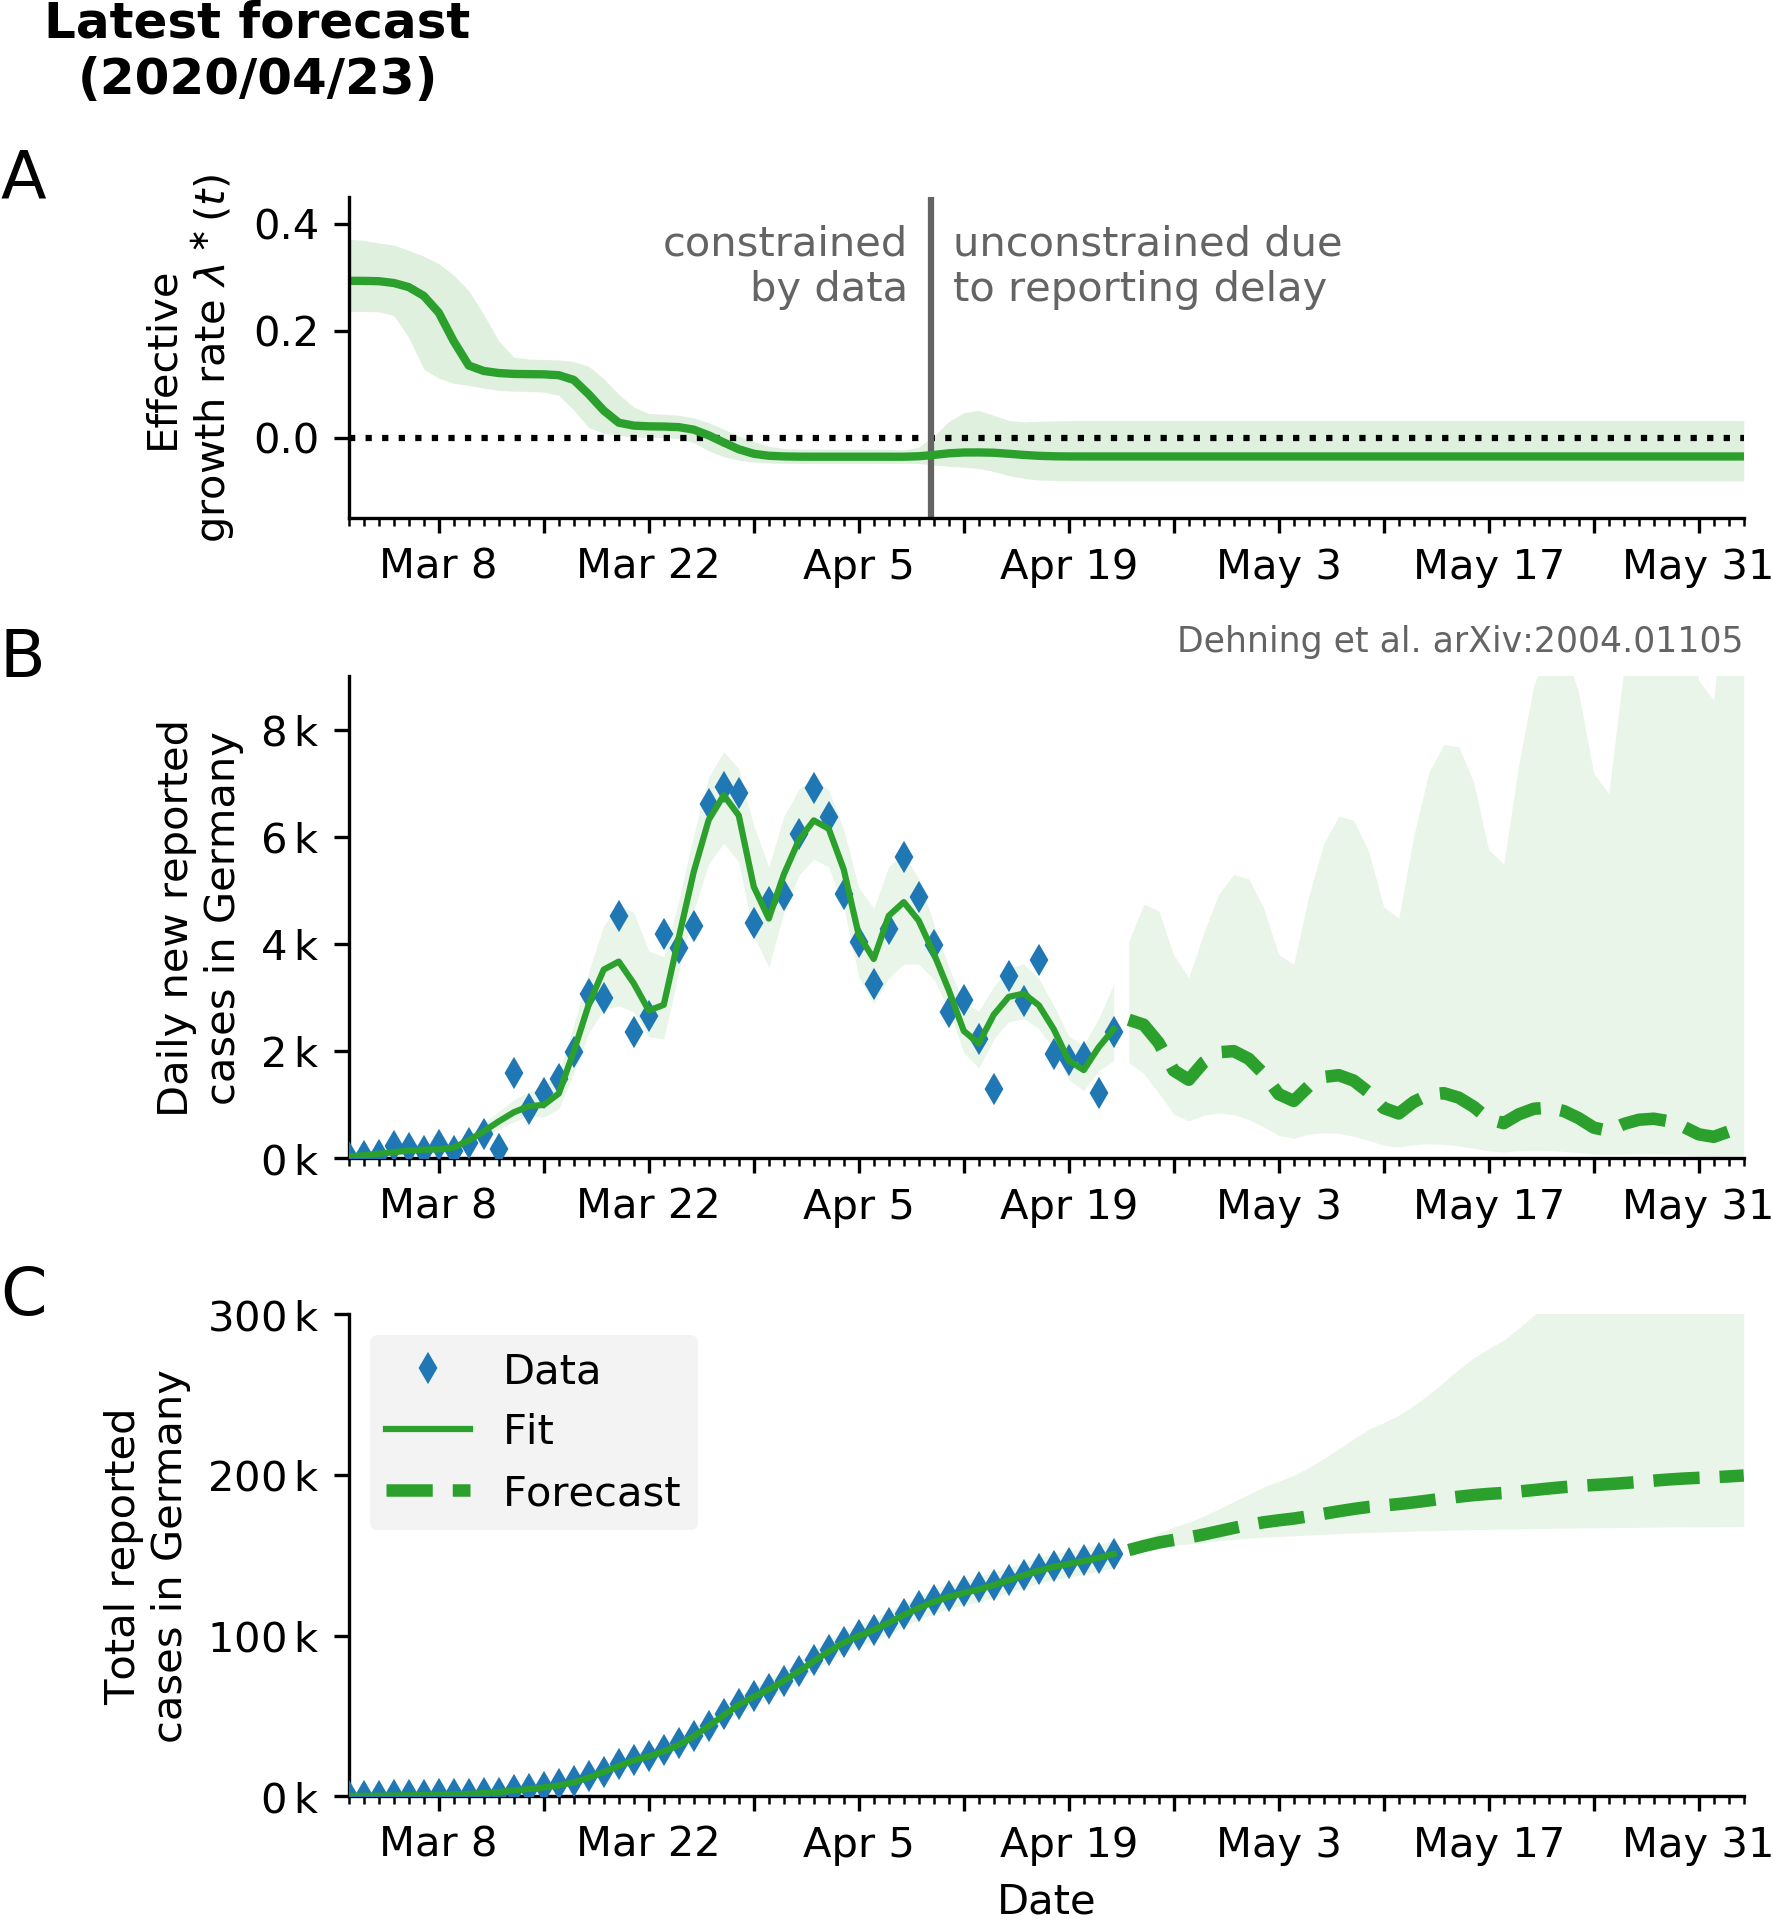 Latest forecast
(2020/04/23)
A
Effective
growth rate λ*(t)
0.4
0.2
0.0
constrained
by data
unconstrained due
to reporting delay
Mar 8
Mar 22
Apr 5
Apr 19
May 3
May 17
May 31
B
Dehning et al. arXiv:2004.01105
Daily new reported
cases in Germany
8 k
6 k
4 k
2 k
0 k
Mar 8
Mar 22
Apr 5
Apr 19
May 3
May 17
May 31
C
Total reported
cases in Germany
300 k
200 k
100 k
0 k
Data
Fit
Forecast
Mar 8
Mar 22
Apr 5
Apr 19
May 3
May 17
May 31
Date